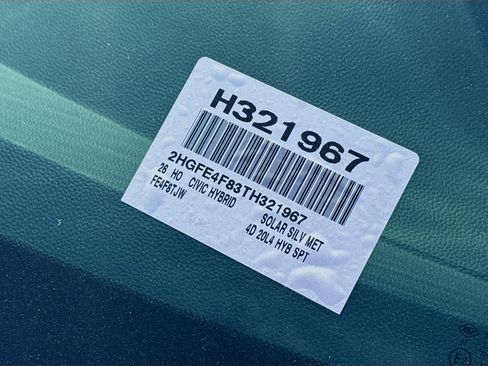 H321967
2HGFE4F83TH321967
26 HO CIVIC HYBRID SOLAR SILV MET
FE4F8TJW 4D 20L4 HYB SPT